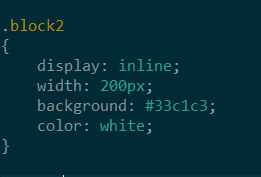 .block2
{
    display: inline;
    width: 200px;
    background: #33c1c3;
    color: white;
}